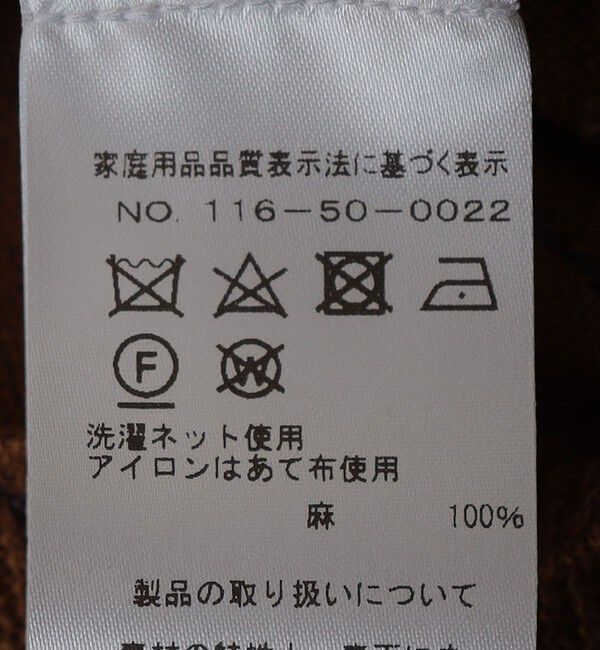 家庭用品品質表示法に基づく表示
NO. 116-50-0022
F
W
洗濯ネット使用
アイロンはあて布使用
麻 100%
製品の取り扱いについて